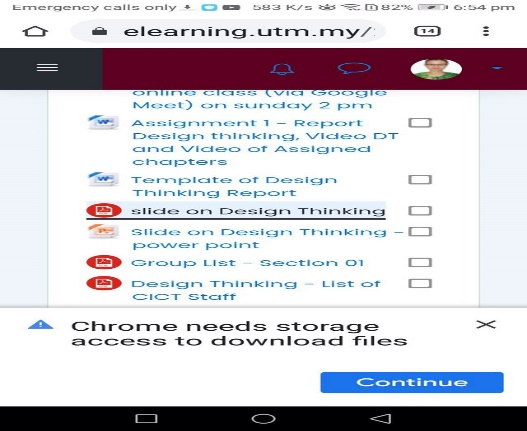 Emergency calls only 583 K/s 82% 6:54 pm
elearning.utm.my/ 14
online class (via Google
Meet) on sunday 2 pm
Assignment 1 - Report
Design thinking, Video DT
and Video of Assigned
chapters
Template of Design
Thinking Report
slide on Design Thinking
Slide on Design Thinking -
power point
Group List - Section 01
Design Thinking - List of
CICT Staff
Chrome needs storage
access to download files
Continue